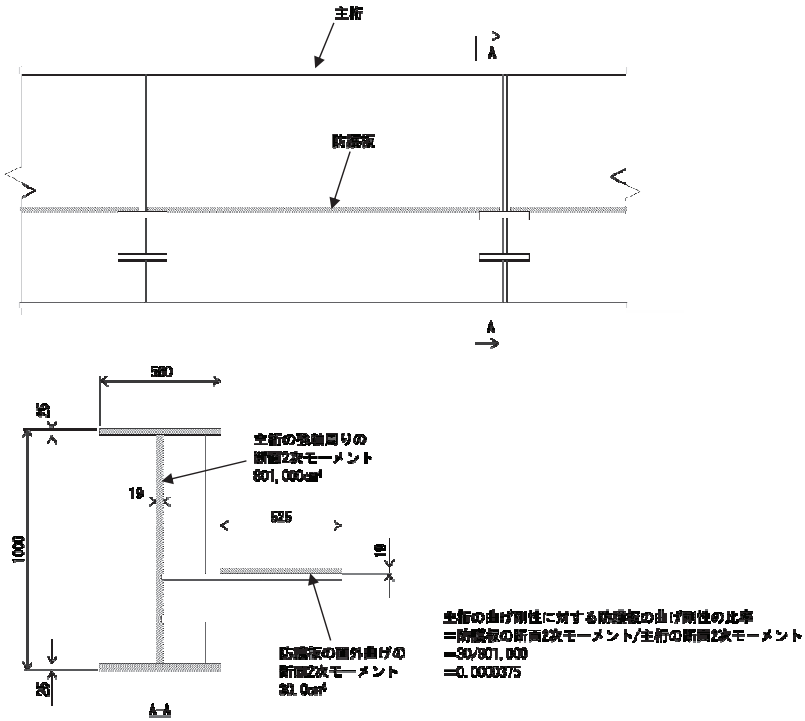 主桁
A
防護板
A
560
25
主桁の強軸周りの
断面2次モーメント
801,000cm⁴
19
525
1000
19
防護板の面外曲げの
断面2次モーメント
30.0cm⁴
25
A-A
主桁の曲げ剛性に対する防護板の曲げ剛性の比率
=防護板の断面2次モーメント/主桁の断面2次モーメント
=30/801,000
=0.0000375